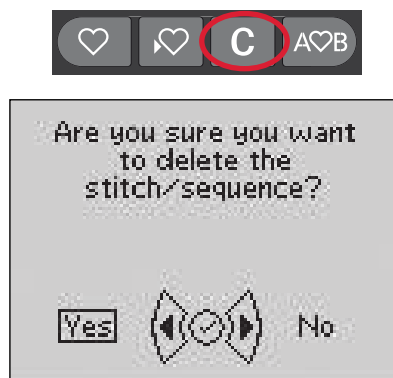 C A♡B
Are you sure you want
to delete the
stitch/sequence?
Yes No